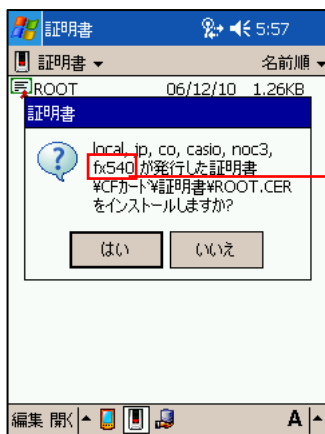 証明書 5:57
証明書 名前順
ROOT 06/12/10 1.26KB
証明書
local, jp, co, casio, noc3,
fx540 が発行した証明書
¥CFカード¥証明書¥ROOT.CER
をインストールしますか?
はい いいえ
編集 開く A